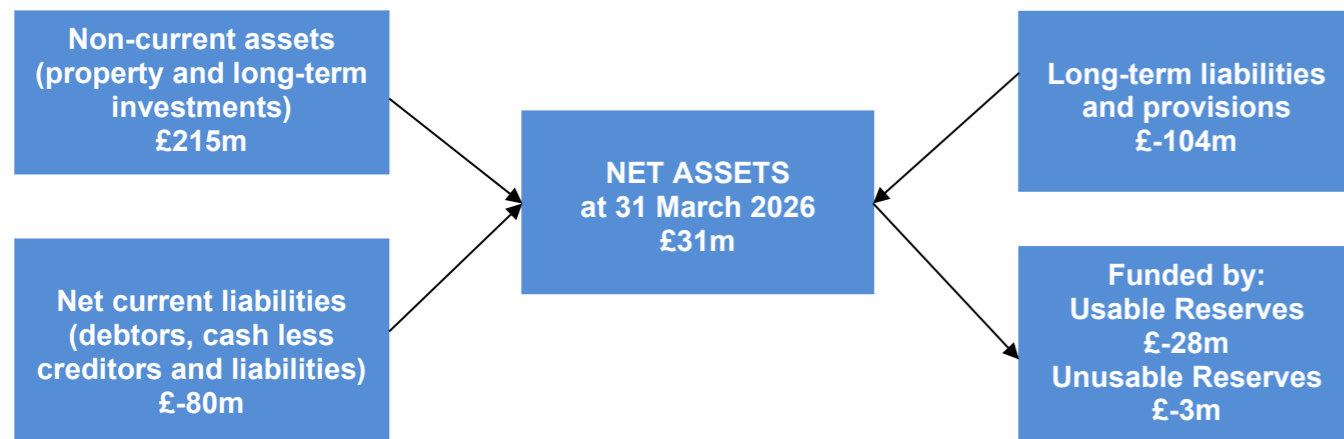 Non-current assets
(property and long-term
investments)
£215m
Net current liabilities
(debtors, cash less
creditors and liabilities)
£-80m
NET ASSETS
at 31 March 2026
£31m
Long-term liabilities
and provisions
£-104m
Funded by:
Usable Reserves
£-28m
Unusable Reserves
£-3m